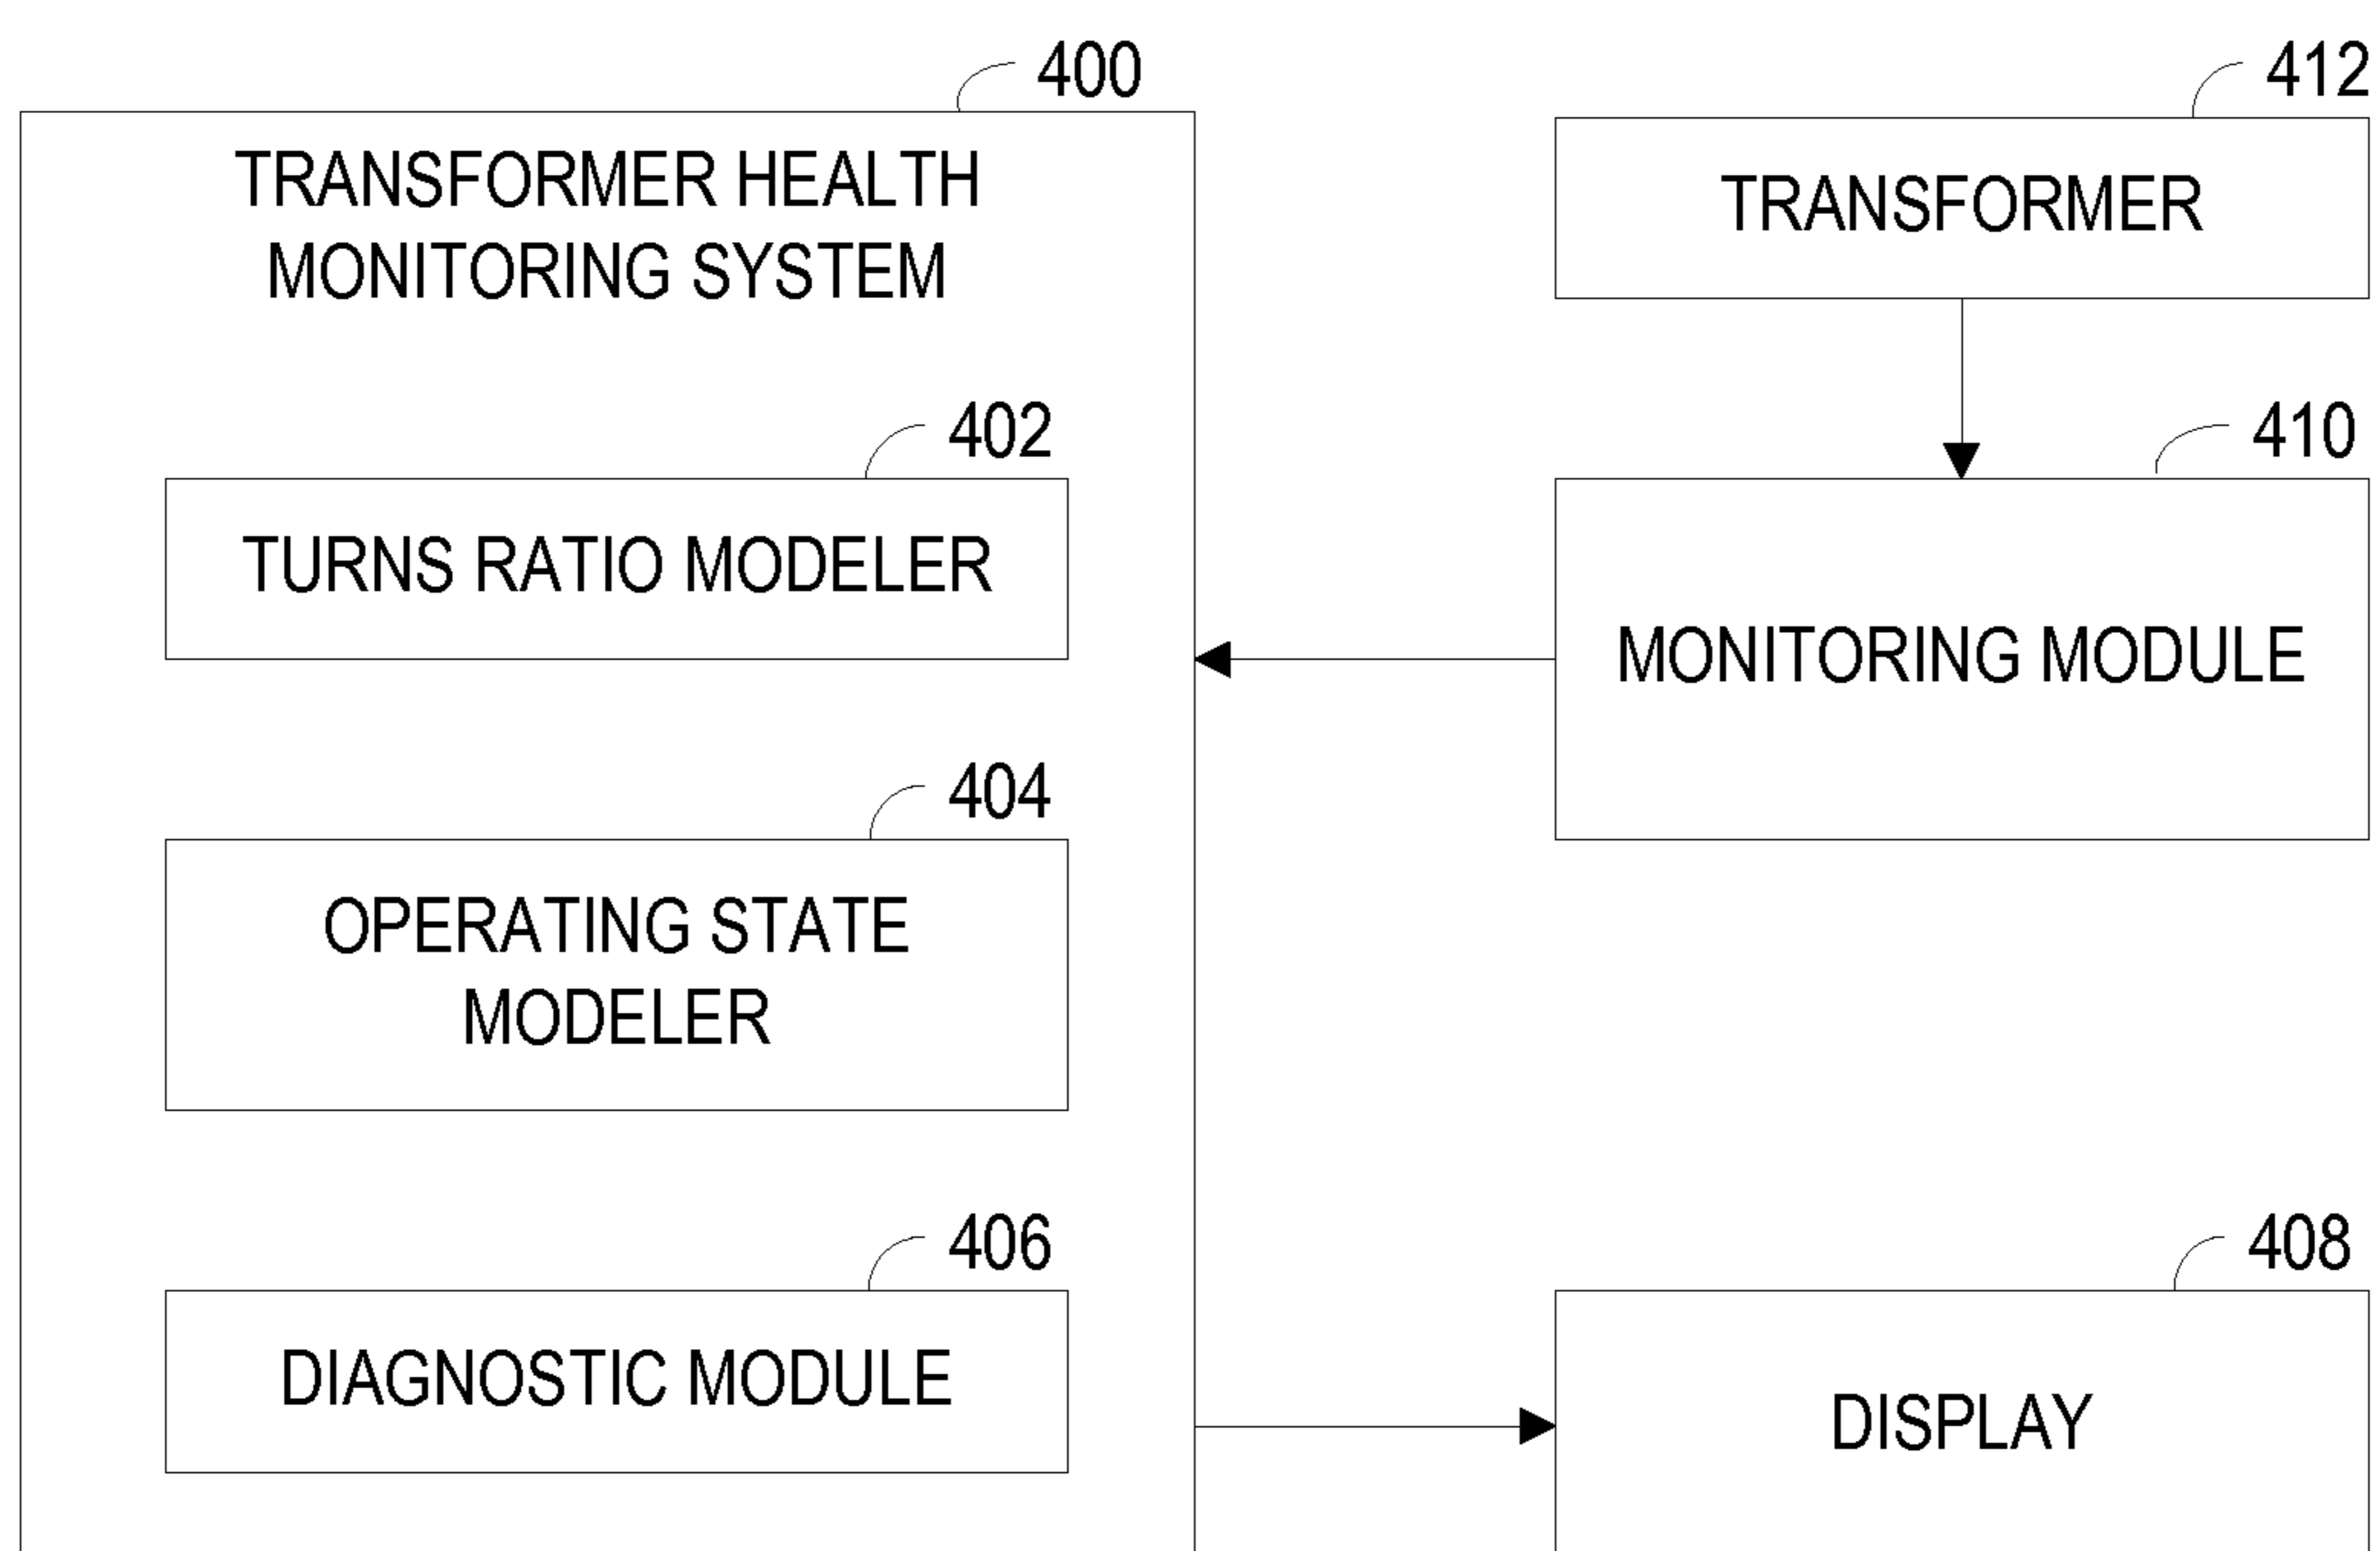 400
TRANSFORMER HEALTH
MONITORING SYSTEM
402
TURNS RATIO MODELER
404
OPERATING STATE
MODELER
406
DIAGNOSTIC MODULE
412
TRANSFORMER
410
MONITORING MODULE
408
DISPLAY